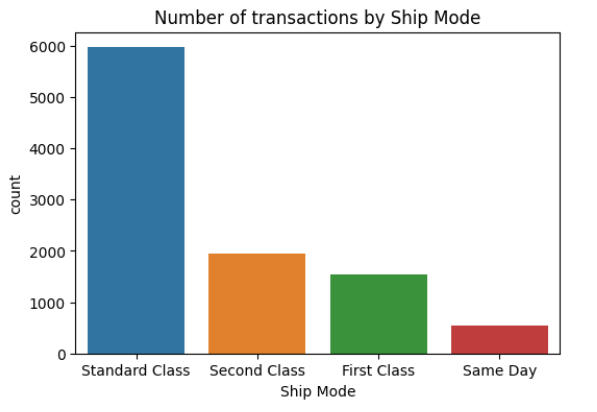 Number of transactions by Ship Mode
6000
5000
4000
3000
2000
1000
0
count
Standard Class Second Class First Class Same Day
Ship Mode